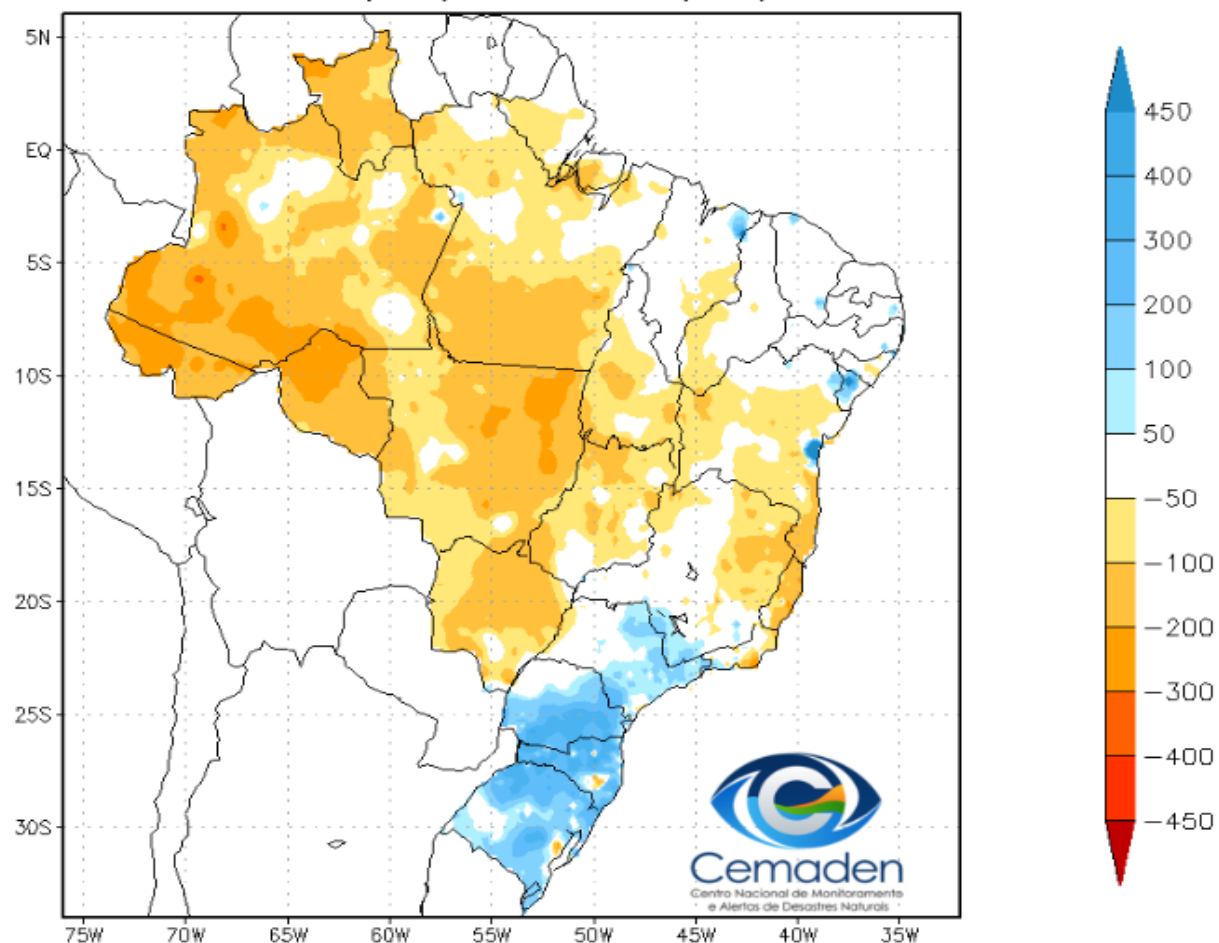 5N
EQ
5S
10S
15S
20S
25S
30S
75W 70W 65W 60W 55W 50W 45W 40W 35W
450
400
300
200
100
50
−50
−100
−200
−300
−400
−450
Cemaden
Centro Nacional de Monitoramento
e Alertas de Desastres Naturais